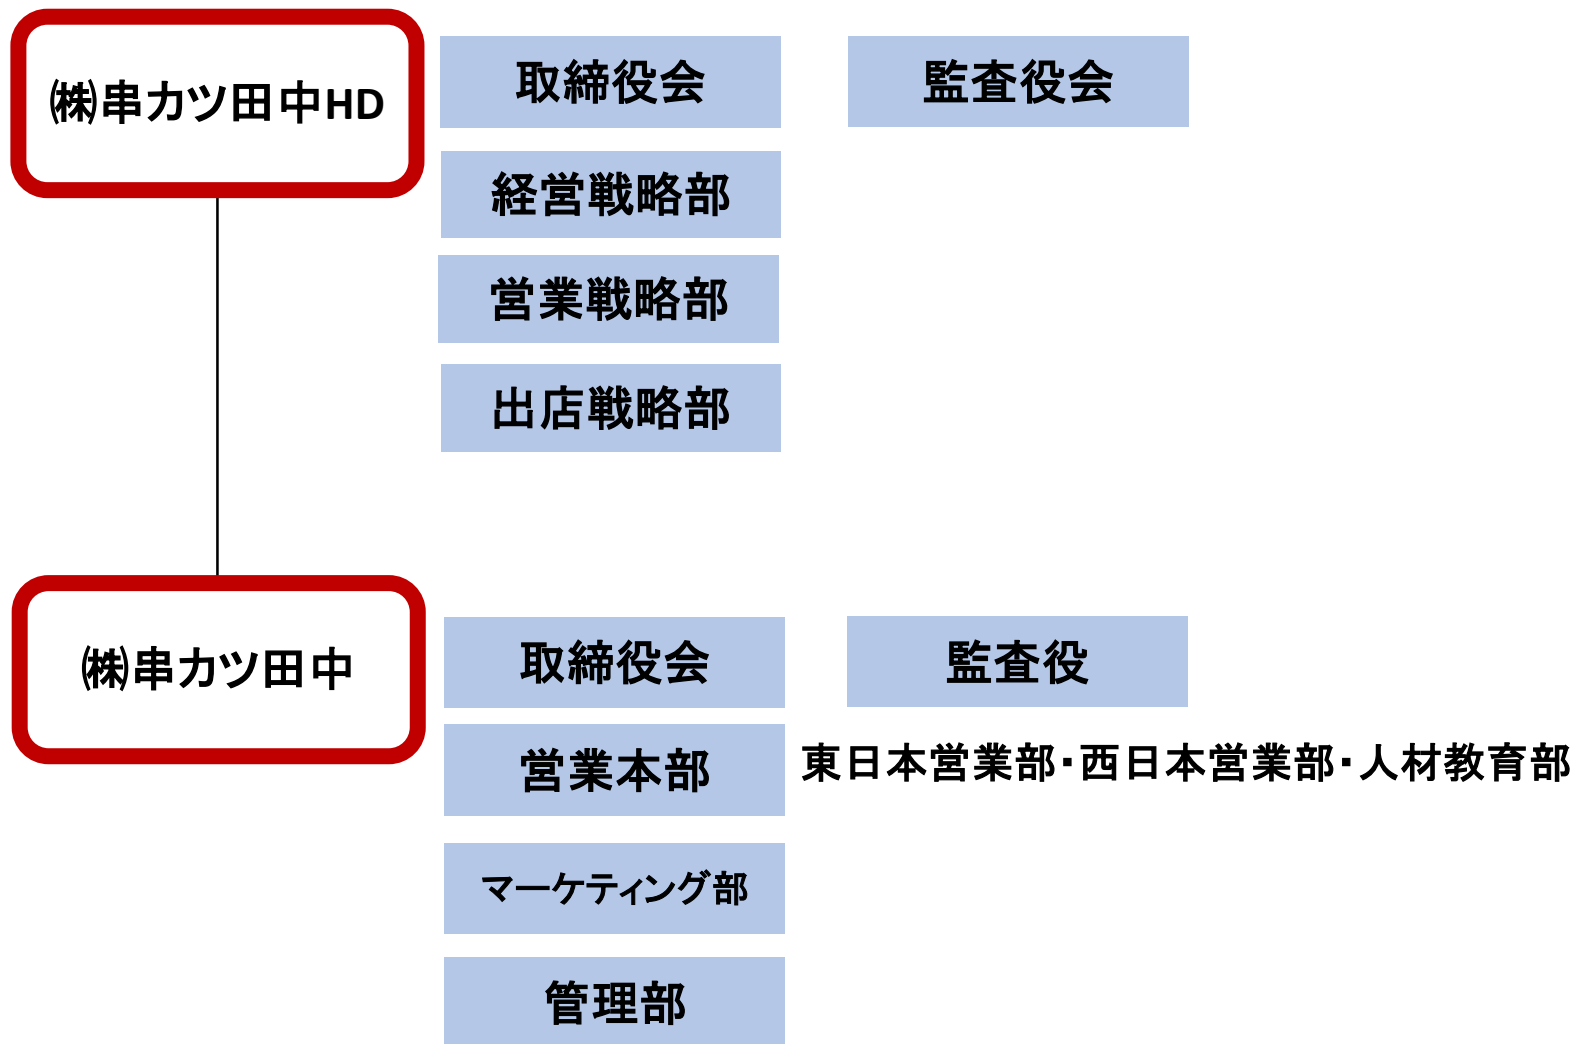 ㈱串カツ田中HD
取締役会
監査役会
経営戦略部
営業戦略部
出店戦略部
㈱串カツ田中
取締役会
監査役
営業本部
東日本営業部・西日本営業部・人材教育部
マーケティング部
管理部